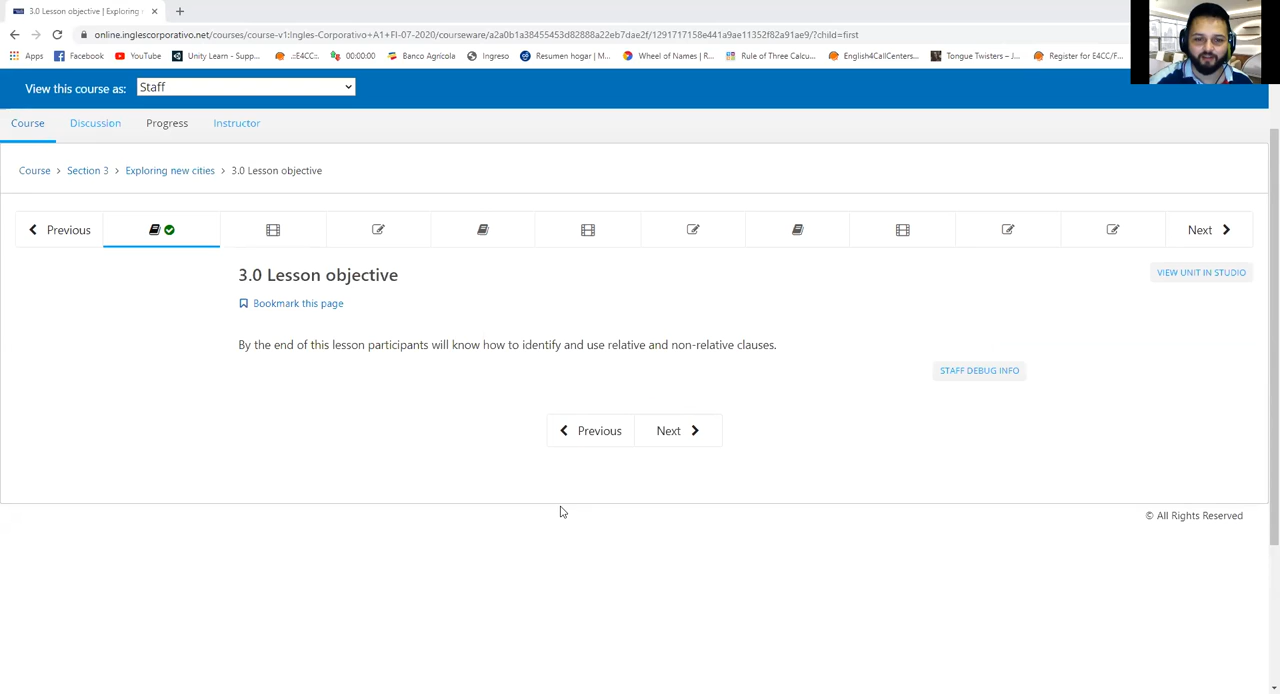 3.0 Lesson objective | Exploring
online.inglescorporativo.net/courses/course-v1:Ingles-Corporativo+A1+FI-07-2020/courseware/a2a0b1138455453d82888a22eb7dae2f/1291717158e441a9ae11352f82a91ae9/?child=first
Apps Facebook YouTube Unity Learn - Supp... .::E4CC:. 00:00:00 Banco Agrícola Ingreso Resumen hogar | M... Wheel of Names | R... Rule of Three Calcu... English4CallCenters... Tongue Twisters – J... Register for E4CC/F...
View this course as: Staff
Course Discussion Progress Instructor
Course > Section 3 > Exploring new cities > 3.0 Lesson objective
Previous Next
3.0 Lesson objective
VIEW UNIT IN STUDIO
Bookmark this page
By the end of this lesson participants will know how to identify and use relative and non-relative clauses.
STAFF DEBUG INFO
Previous Next
© All Rights Reserved